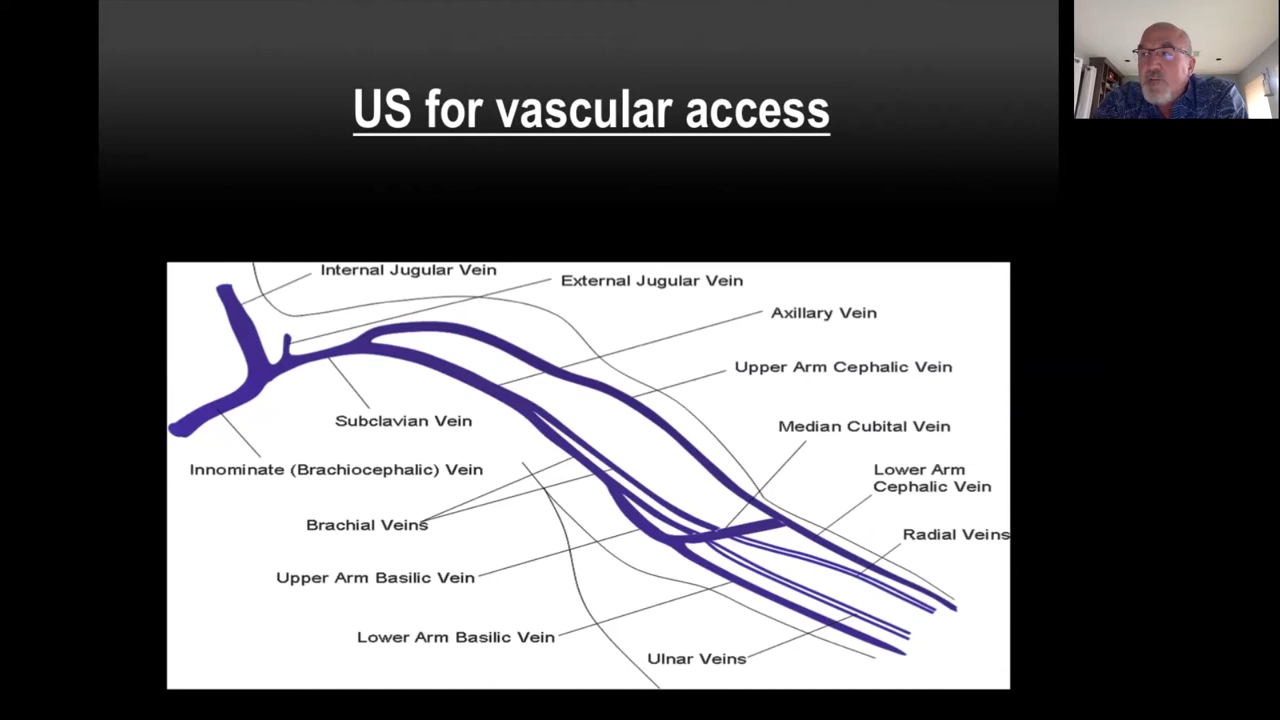 US for vascular access
Internal Jugular Vein
External Jugular Vein
Axillary Vein
Upper Arm Cephalic Vein
Subclavian Vein
Median Cubital Vein
Innominate (Brachiocephalic) Vein
Lower Arm
Cephalic Vein
Brachial Veins
Radial Veins
Upper Arm Basilic Vein
Lower Arm Basilic Vein
Ulnar Veins